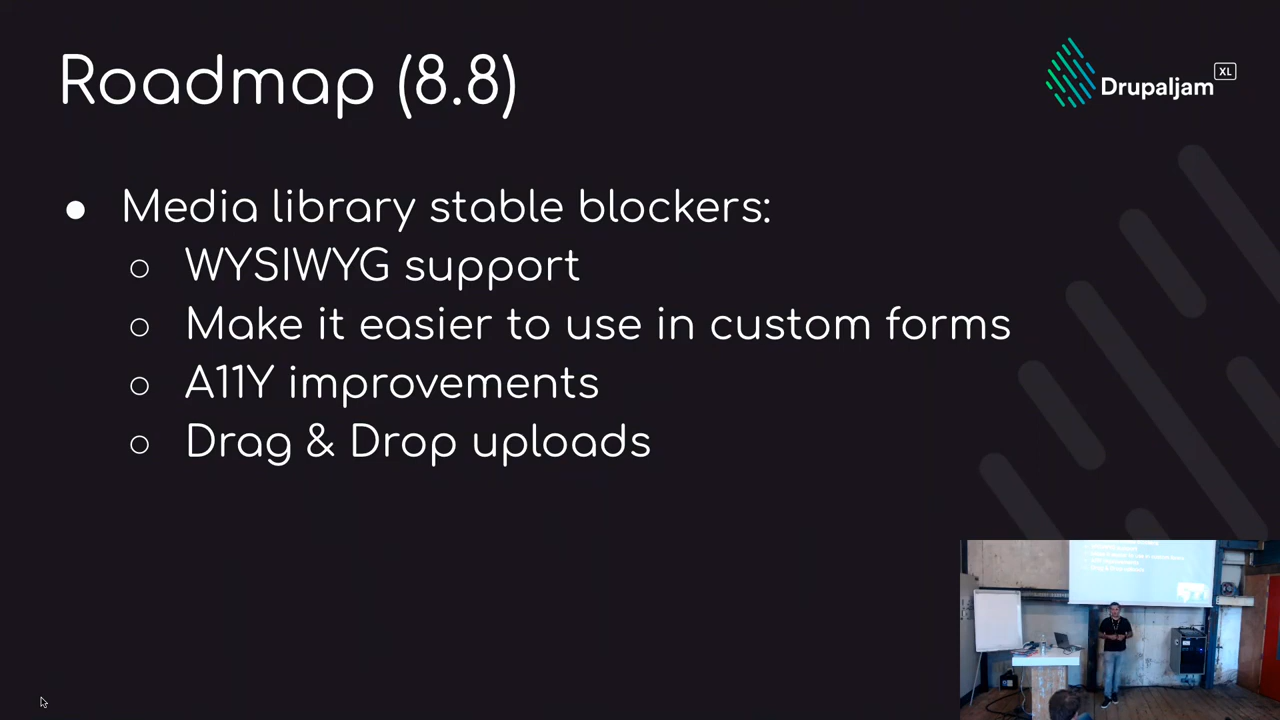 Roadmap (8.8)
Drupaljam XL
● Media library stable blockers:
○ WYSIWYG support
○ Make it easier to use in custom forms
○ A11Y improvements
○ Drag & Drop uploads